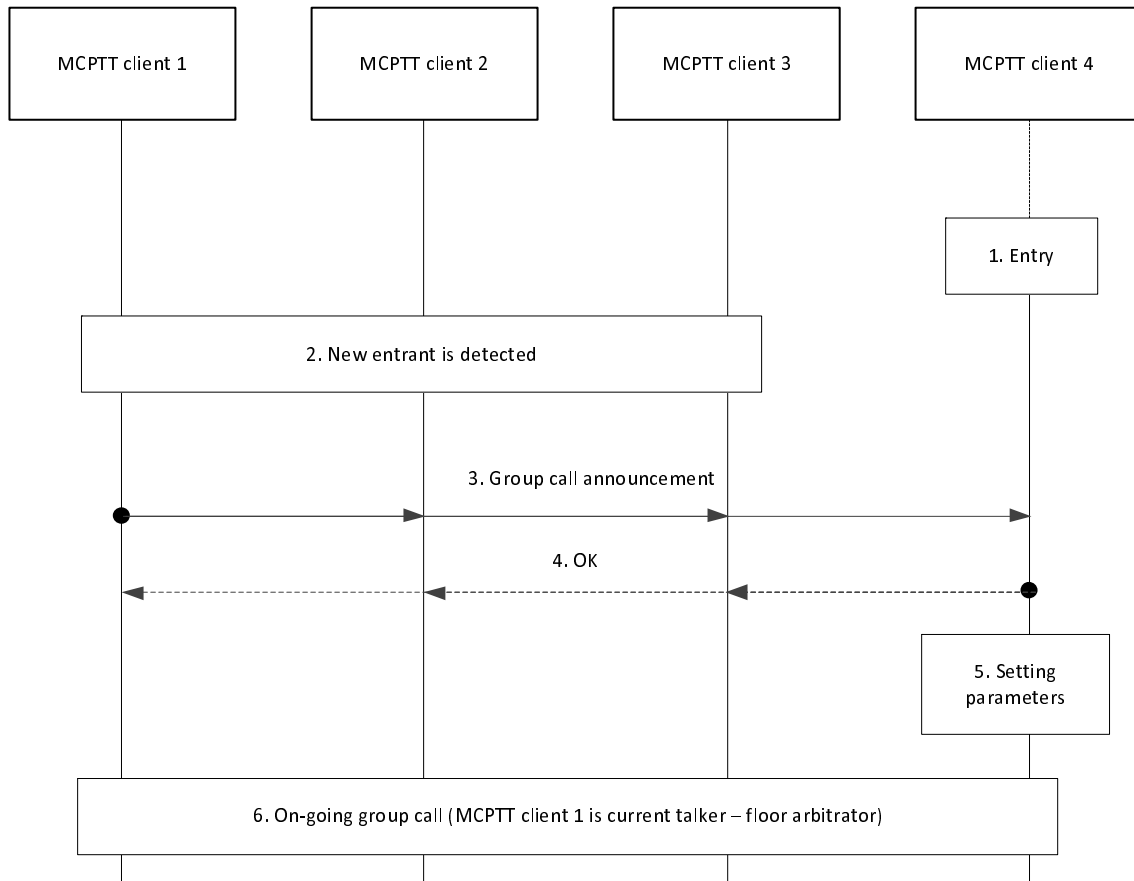 MCPTT client 1
MCPTT client 2
MCPTT client 3
MCPTT client 4
1. Entry
2. New entrant is detected
3. Group call announcement
4. OK
5. Setting
parameters
6. On-going group call (MCPTT client 1 is current talker – floor arbitrator)